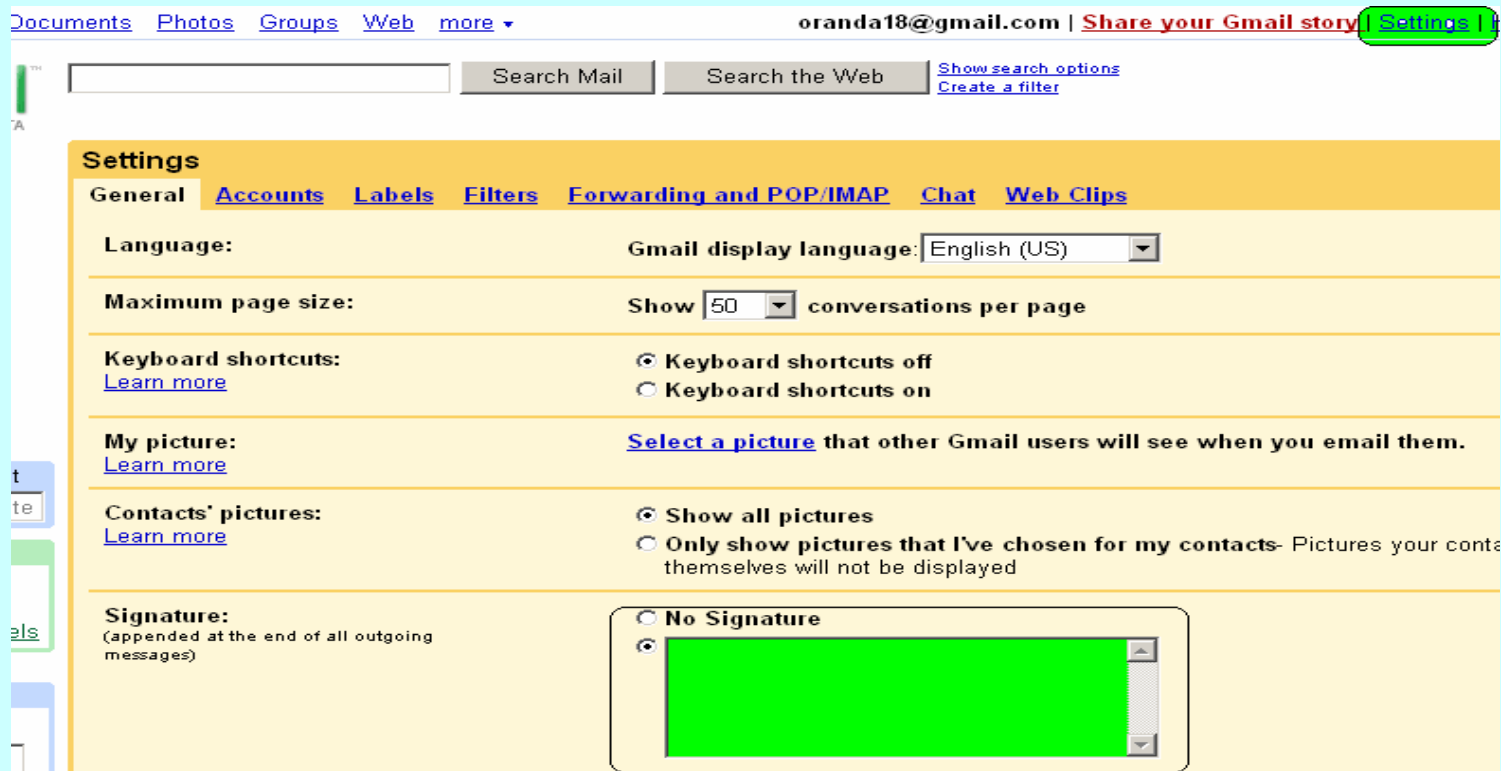 Documents Photos Groups Web more oranda18@gmail.com | Share your Gmail story | Settings |
Search Mail Search the Web Show search options
Create a filter
Settings
General Accounts Labels Filters Forwarding and POP/IMAP Chat Web Clips
Language: Gmail display language: English (US)
Maximum page size: Show 50 conversations per page
Keyboard shortcuts: Keyboard shortcuts off
Learn more Keyboard shortcuts on
My picture: Select a picture that other Gmail users will see when you email them.
Learn more
Contacts' pictures: Show all pictures
Learn more Only show pictures that I've chosen for my contacts- Pictures your
themselves will not be displayed
Signature: No Signature
(appended at the end of all outgoing
messages)